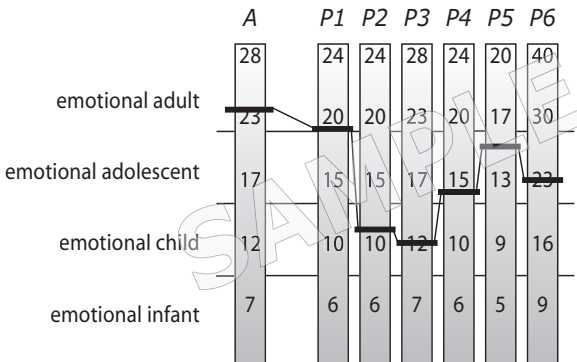 A P1 P2 P3 P4 P5 P6
28 24 24 28 24 20 40
emotional adult
23 20 20 23 20 17 30
emotional adolescent
17 15 15 17 15 13 23
emotional child
12 10 10 12 10 9 16
emotional infant
7 6 6 7 6 5 9
SAMPLE